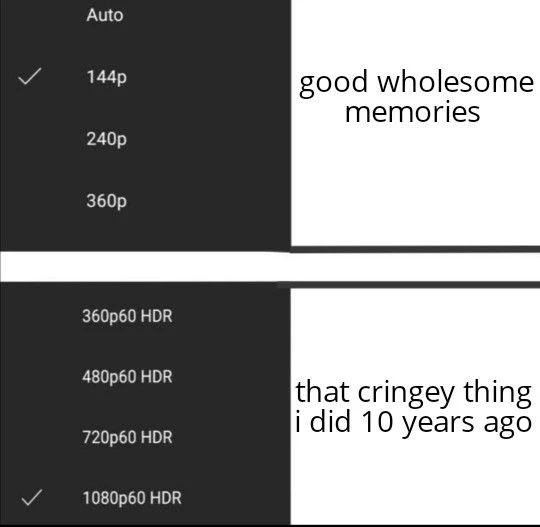 Auto
144p
240p
360p
good wholesome
memories
360p60 HDR
480p60 HDR
720p60 HDR
1080p60 HDR
that cringey thing
i did 10 years ago